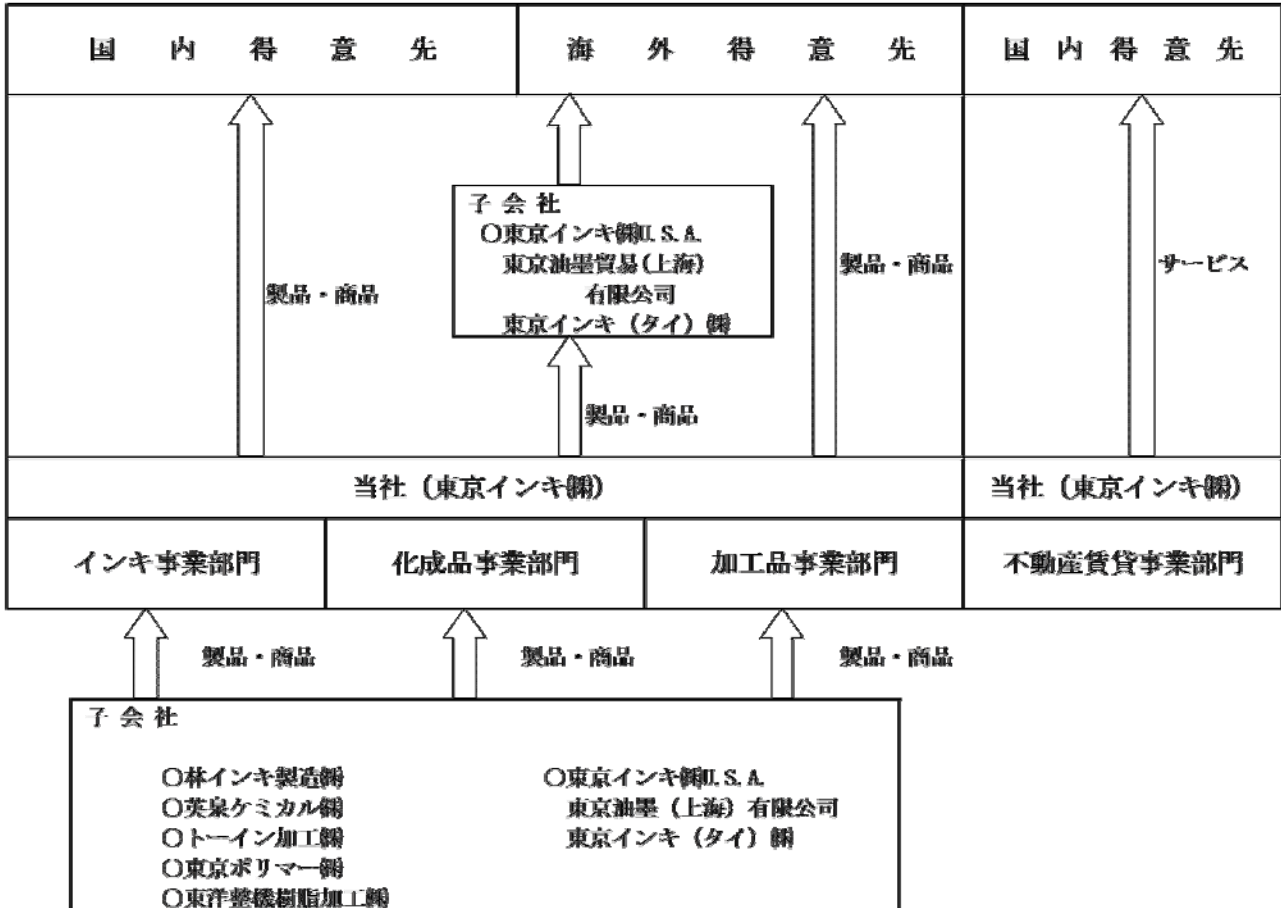 国内得意先
海外得意先
国内得意先
子会社
○東京インキ㈱U.S.A.
東京油墨貿易(上海)
有限公司
東京インキ（タイ）㈱
製品・商品
製品・商品
サービス
製品・商品
当社（東京インキ㈱）
当社（東京インキ㈱）
インキ事業部門
化成品事業部門
加工品事業部門
不動産賃貸事業部門
製品・商品
製品・商品
製品・商品
子会社
○林インキ製造㈱
○東京インキ㈱U.S.A.
○英泉ケミカル㈱
東京油墨（上海）有限公司
○トーイン加工㈱
東京インキ（タイ）㈱
○東京ポリマー㈱
○東洋整機樹脂加工㈱